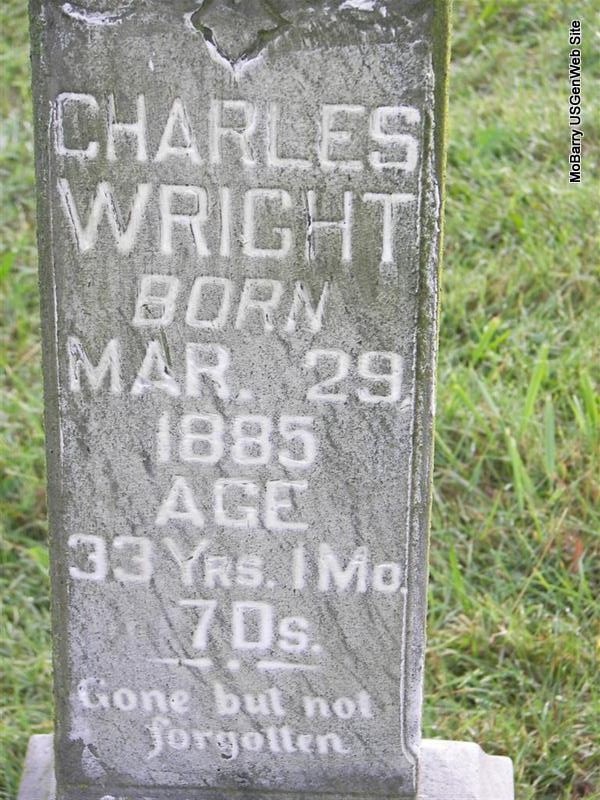 CHARLES
WRIGHT
BORN
MAR. 29,
1885
AGE
33 YRS. 1 MO.
7 DS.
Gone but not
forgotten.
MoBarry USGenWeb Site